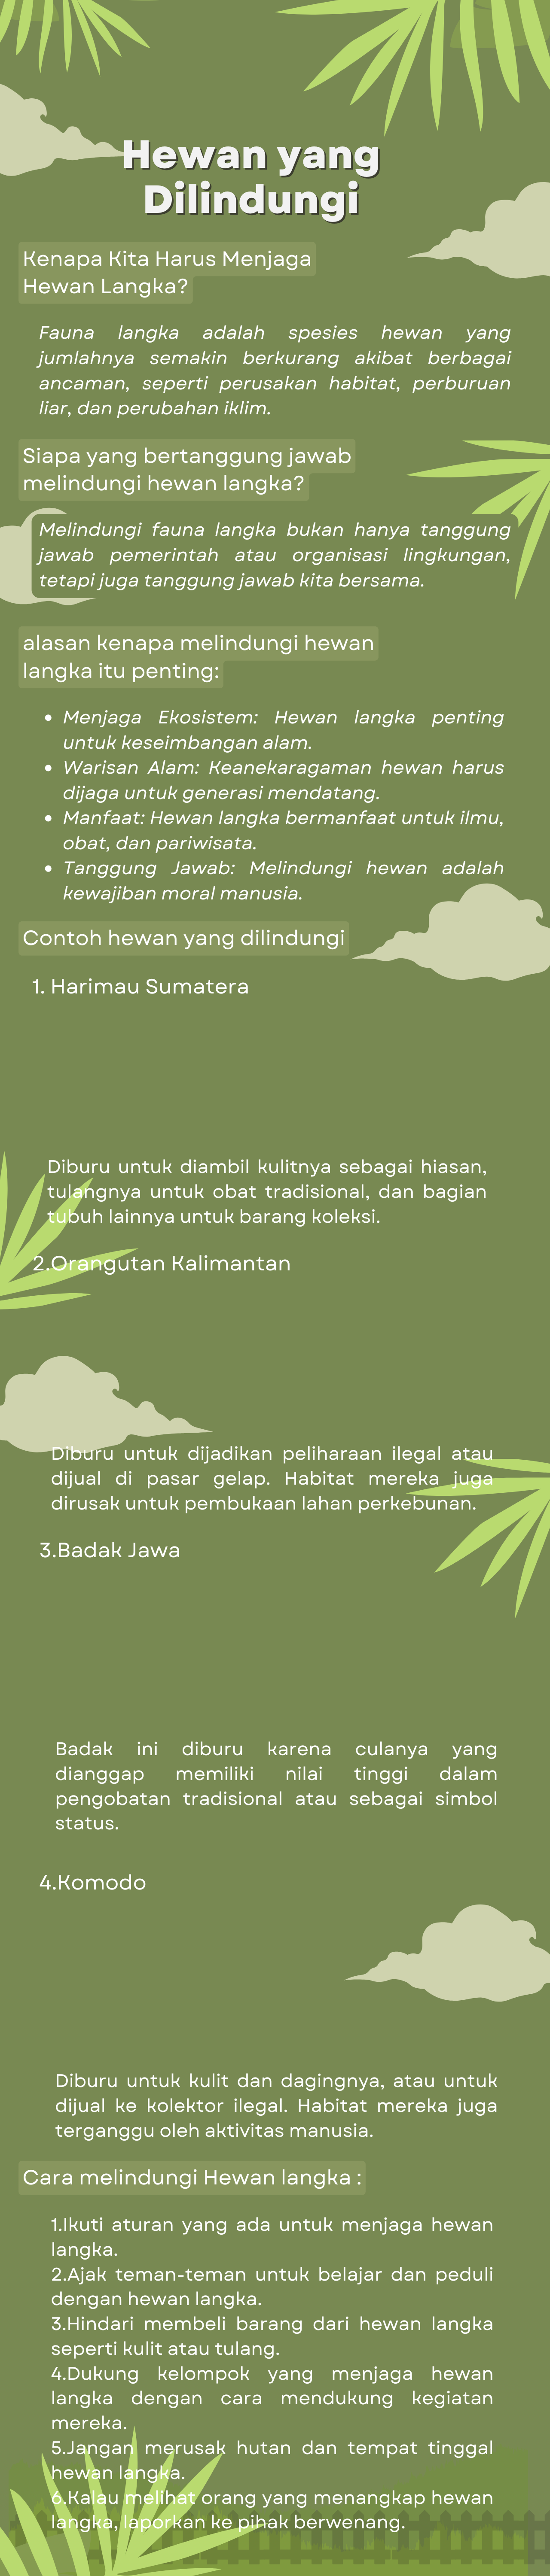 Hewan yang
Dilindungi
Kenapa Kita Harus Menjaga
Hewan Langka?
Fauna langka adalah spesies hewan yang
jumlahnya semakin berkurang akibat berbagai
ancaman, seperti perusakan habitat, perburuan
liar, dan perubahan iklim.
Siapa yang bertanggung jawab
melindungi hewan langka?
Melindungi fauna langka bukan hanya tanggung
jawab pemerintah atau organisasi lingkungan,
tetapi juga tanggung jawab kita bersama.
alasan kenapa melindungi hewan
langka itu penting:
• Menjaga Ekosistem: Hewan langka penting
untuk keseimbangan alam.
• Warisan Alam: Keanekaragaman hewan harus
dijaga untuk generasi mendatang.
• Manfaat: Hewan langka bermanfaat untuk ilmu,
obat, dan pariwisata.
• Tanggung Jawab: Melindungi hewan adalah
kewajiban moral manusia.
Contoh hewan yang dilindungi
1. Harimau Sumatera
Diburu untuk diambil kulitnya sebagai hiasan,
tulangnya untuk obat tradisional, dan bagian
tubuh lainnya untuk barang koleksi.
2.Orangutan Kalimantan
Diburu untuk dijadikan peliharaan ilegal atau
dijual di pasar gelap. Habitat mereka juga
dirusak untuk pembukaan lahan perkebunan.
3.Badak Jawa
Badak ini diburu karena culanya yang
dianggap memiliki nilai tinggi dalam
pengobatan tradisional atau sebagai simbol
status.
4.Komodo
Diburu untuk kulit dan dagingnya, atau untuk
dijual ke kolektor ilegal. Habitat mereka juga
terganggu oleh aktivitas manusia.
Cara melindungi Hewan langka :
1.Ikuti aturan yang ada untuk menjaga hewan
langka.
2.Ajak teman-teman untuk belajar dan peduli
dengan hewan langka.
3.Hindari membeli barang dari hewan langka
seperti kulit atau tulang.
4.Dukung kelompok yang menjaga hewan
langka dengan cara mendukung kegiatan
mereka.
5.Jangan merusak hutan dan tempat tinggal
hewan langka.
6.Kalau melihat orang yang menangkap hewan
langka, laporkan ke pihak berwenang.